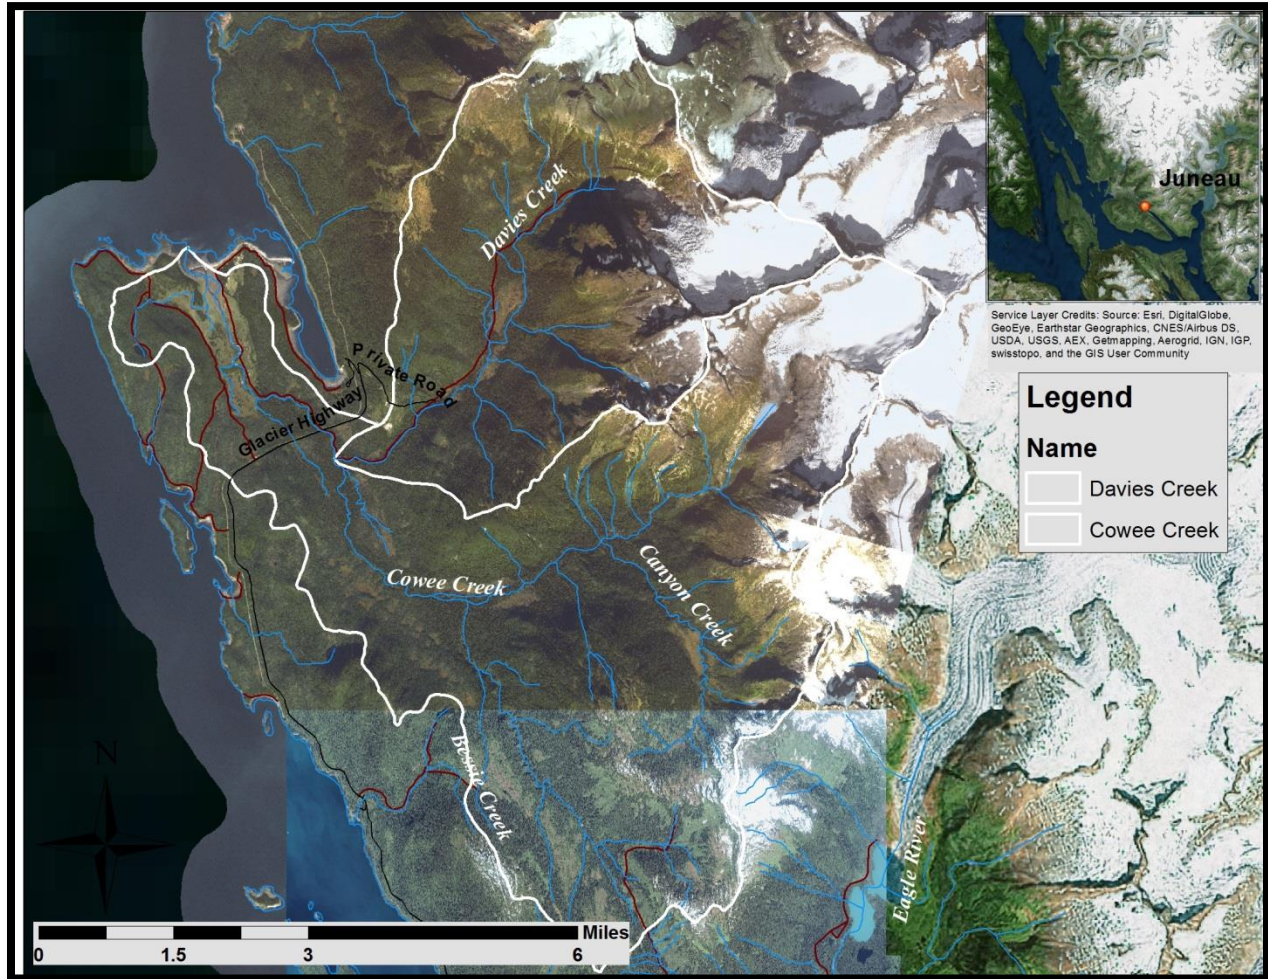 Juneau
Service Layer Credits: Source: Esri, DigitalGlobe,
GeoEye, Earthstar Geographics, CNES/Airbus DS,
USDA, USGS, AEX, Getmapping, Aerogrid, IGN, IGP,
swisstopo, and the GIS User Community
Legend
Name
Davies Creek
Cowee Creek
Davies Creek
Private Road
Glacier Highway
Cowee Creek
Canyon Creek
Bessie Creek
Eagle River
N
Miles
0 1.5 3 6